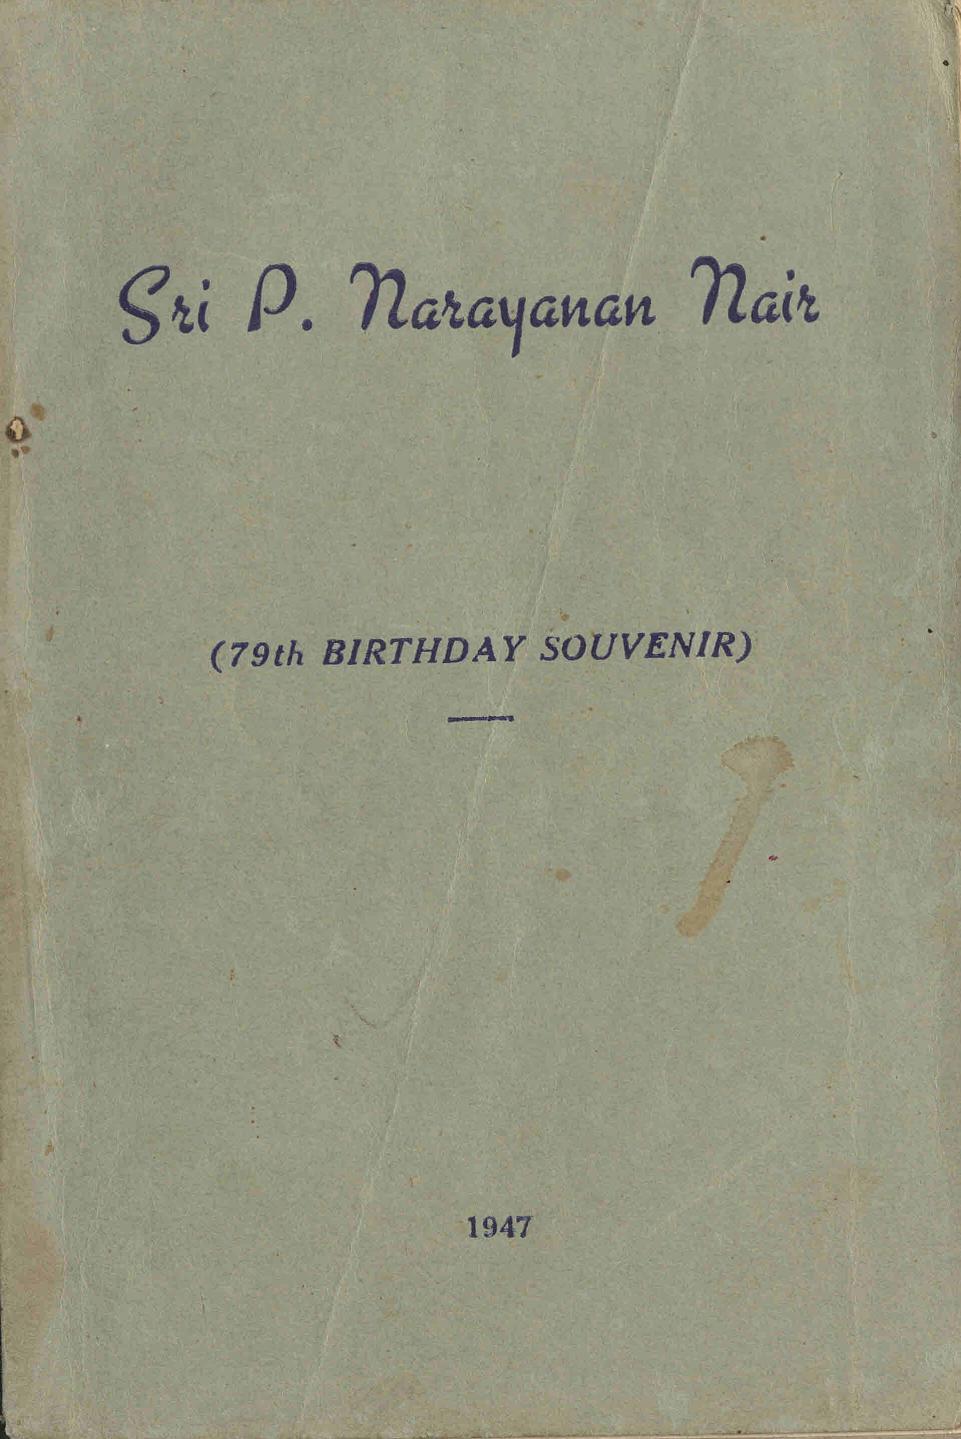 Sri P. Narayanan Nair
(79th BIRTHDAY SOUVENIR)
1947